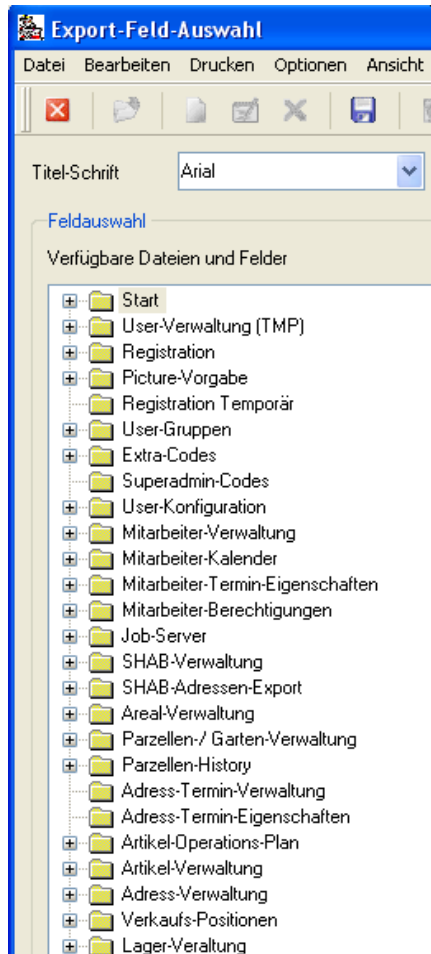 Export-Feld-Auswahl
Datei Bearbeiten Drucken Optionen Ansicht
Titel-Schrift Arial
Feldauswahl
Verfügbare Dateien und Felder
Start
User-Verwaltung (TMP)
Registration
Picture-Vorgabe
Registration Temporär
User-Gruppen
Extra-Codes
Superadmin-Codes
User-Konfiguration
Mitarbeiter-Verwaltung
Mitarbeiter-Kalender
Mitarbeiter-Termin-Eigenschaften
Mitarbeiter-Berechtigungen
Job-Server
SHAB-Verwaltung
SHAB-Adressen-Export
Areal-Verwaltung
Parzellen-/ Garten-Verwaltung
Parzellen-History
Adress-Termin-Verwaltung
Adress-Termin-Eigenschaften
Artikel-Operations-Plan
Artikel-Verwaltung
Adress-Verwaltung
Verkaufs-Positionen
Lager-Veraltung